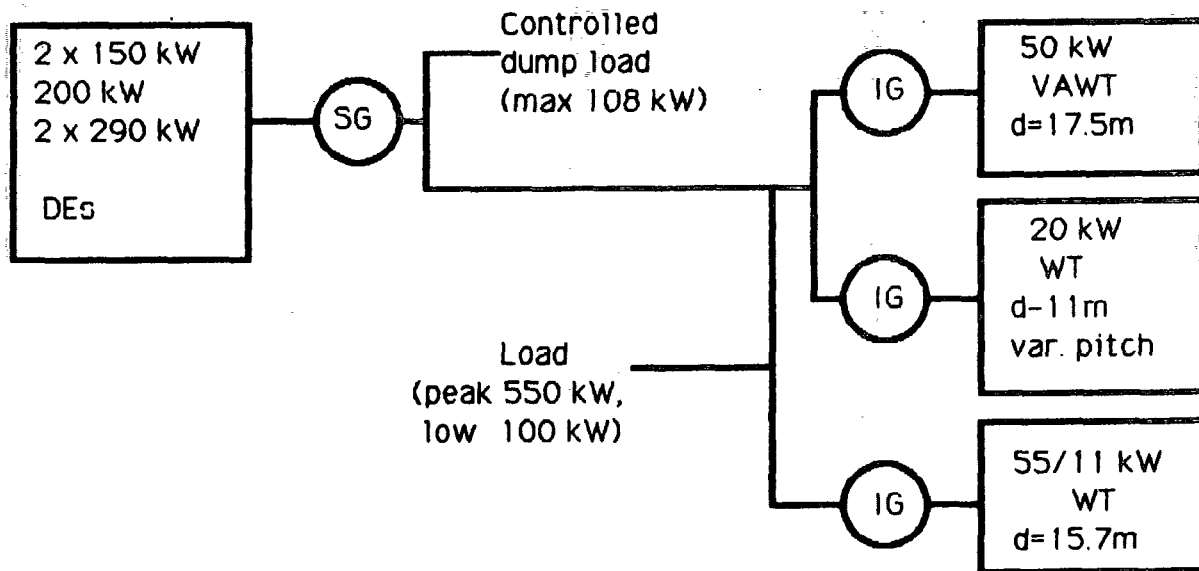 2 x 150 kW
200 kW
2 x 290 kW
DEs
SG
Controlled
dump load
(max 108 kW)
Load
(peak 550 kW,
low 100 kW)
IG
50 kW
VAWT
d=17.5m
IG
20 kW
WT
d-11m
var. pitch
IG
55/11 kW
WT
d=15.7m